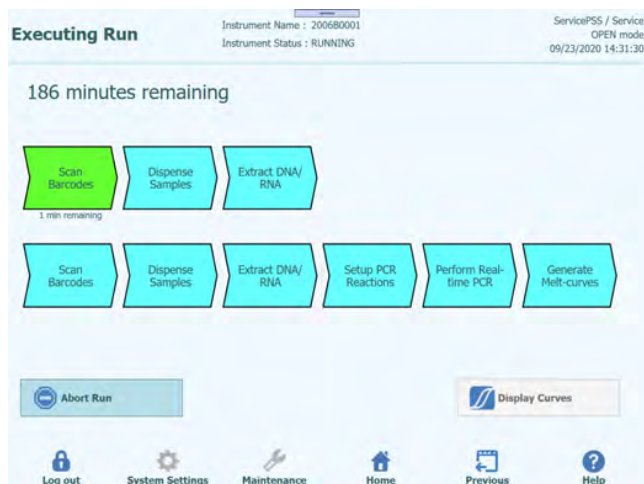 Executing Run
Instrument Name : 2006B0001
Instrument Status : RUNNING
ServicePSS / Service
OPEN mode
09/23/2020 14:31:30
186 minutes remaining
Scan
Barcodes
Dispense
Samples
Extract DNA/
RNA
1 min remaining
Scan
Barcodes
Dispense
Samples
Extract DNA/
RNA
Setup PCR
Reactions
Perform Real-
time PCR
Generate
Melt-curves
Abort Run
Display Curves
Log out
System Settings
Maintenance
Home
Previous
Help